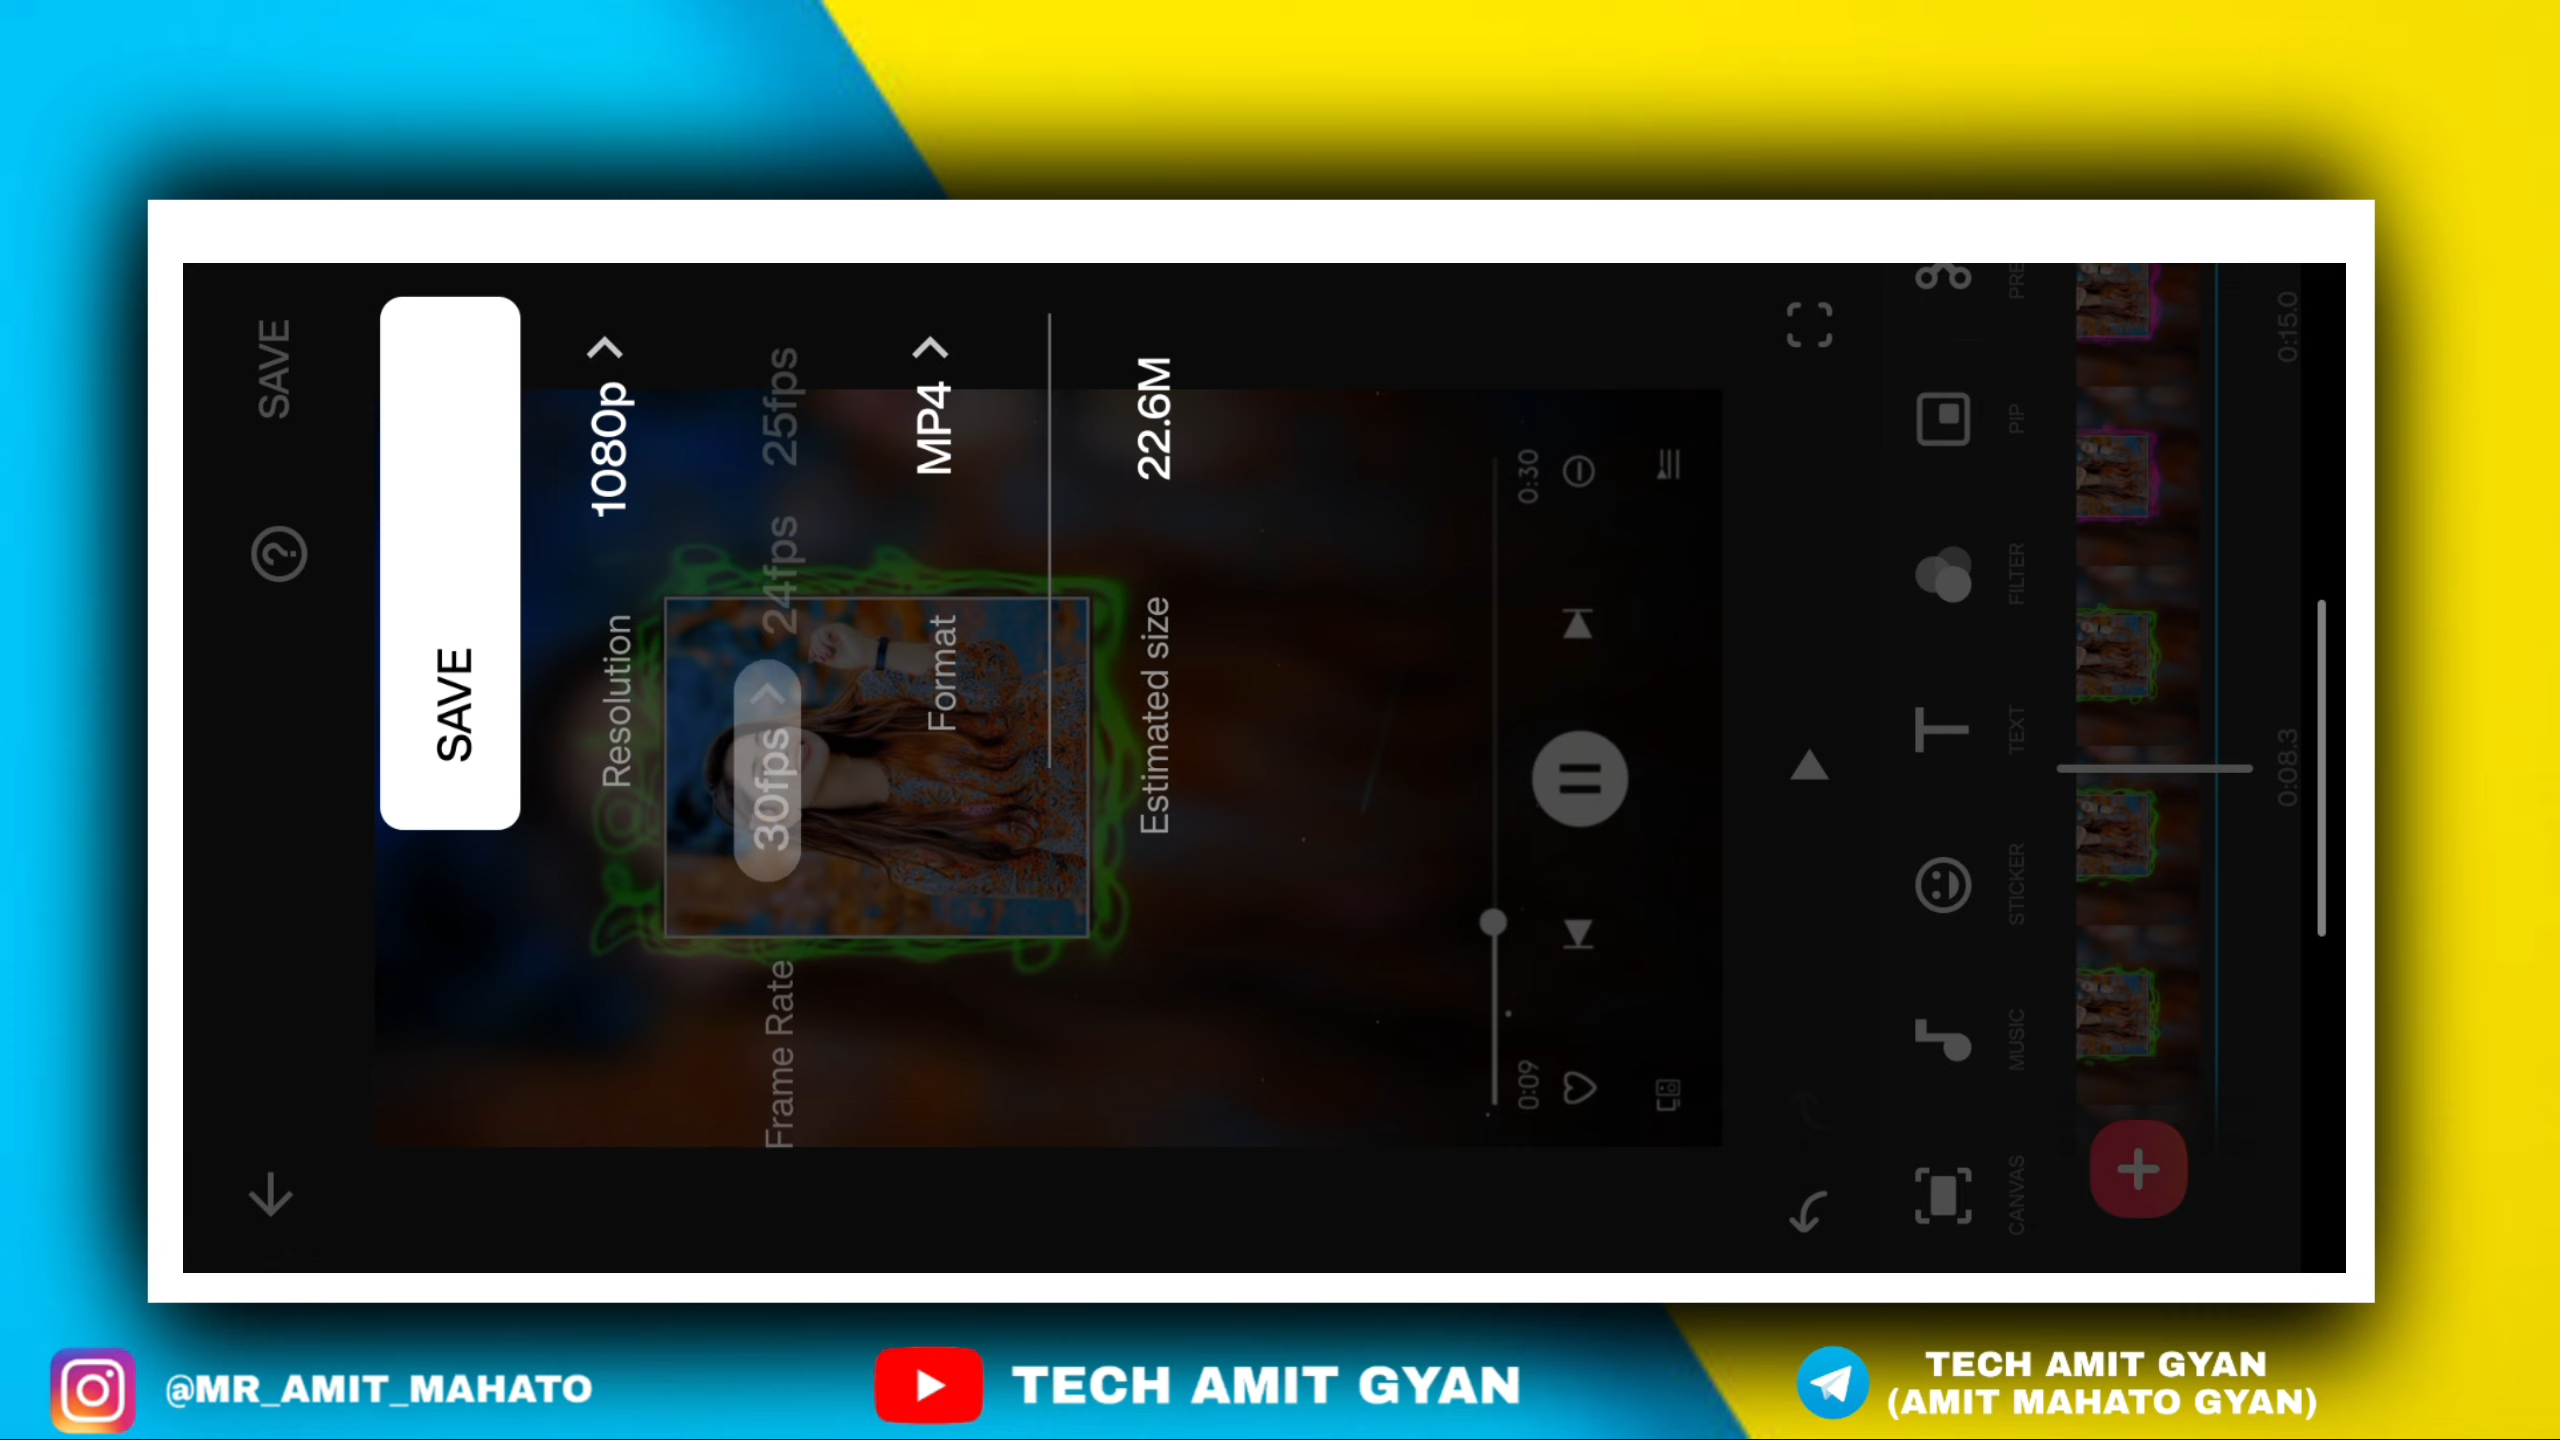 SAVE
SAVE
Resolution 1080p
Frame Rate 30fps 24fps 25fps
Format MP4
Estimated size 22.6M
0:09 0:30
CANVAS MUSIC STICKER TEXT FILTER PIP PRE
0:08.3 0:15.0
@MR_AMIT_MAHATO
TECH AMIT GYAN
TECH AMIT GYAN
(AMIT MAHATO GYAN)